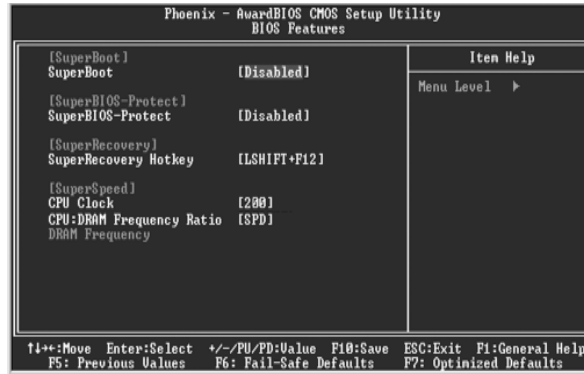 Phoenix - AwardBIOS CMOS Setup Utility
BIOS Features
[SuperBoot]
SuperBoot [Disabled]
[SuperBIOS-Protect]
SuperBIOS-Protect [Disabled]
[SuperRecovery]
SuperRecovery Hotkey [LSHIFT+F12]
[SuperSpeed]
CPU Clock [200]
CPU:DRAM Frequency Ratio [SPD]
DRAM Frequency
Item Help
Menu Level ▶
↑↓→←:Move Enter:Select +/-/PU/PD:Value F10:Save ESC:Exit F1:General Help
F5: Previous Values F6: Fail-Safe Defaults F7: Optimized Defaults